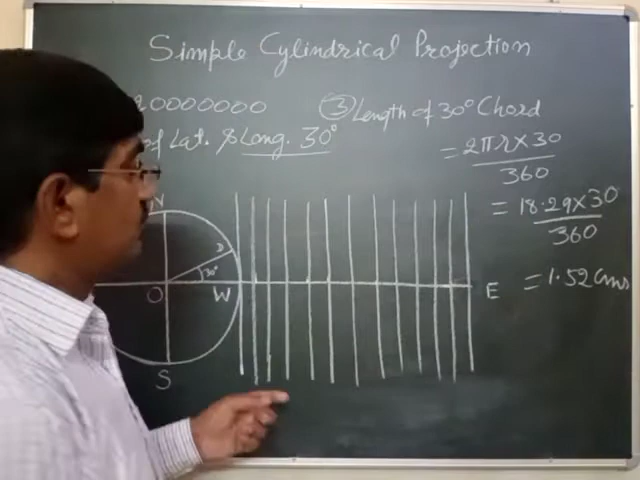 Simple Cylindrical Projection
20000000
of Lat. & Long. 30°
③ Length of 30° Chord
= 2πr × 30 / 360
= 18.29 × 30 / 360
= 1.52 cms
N
D
30°
O
W
E
S